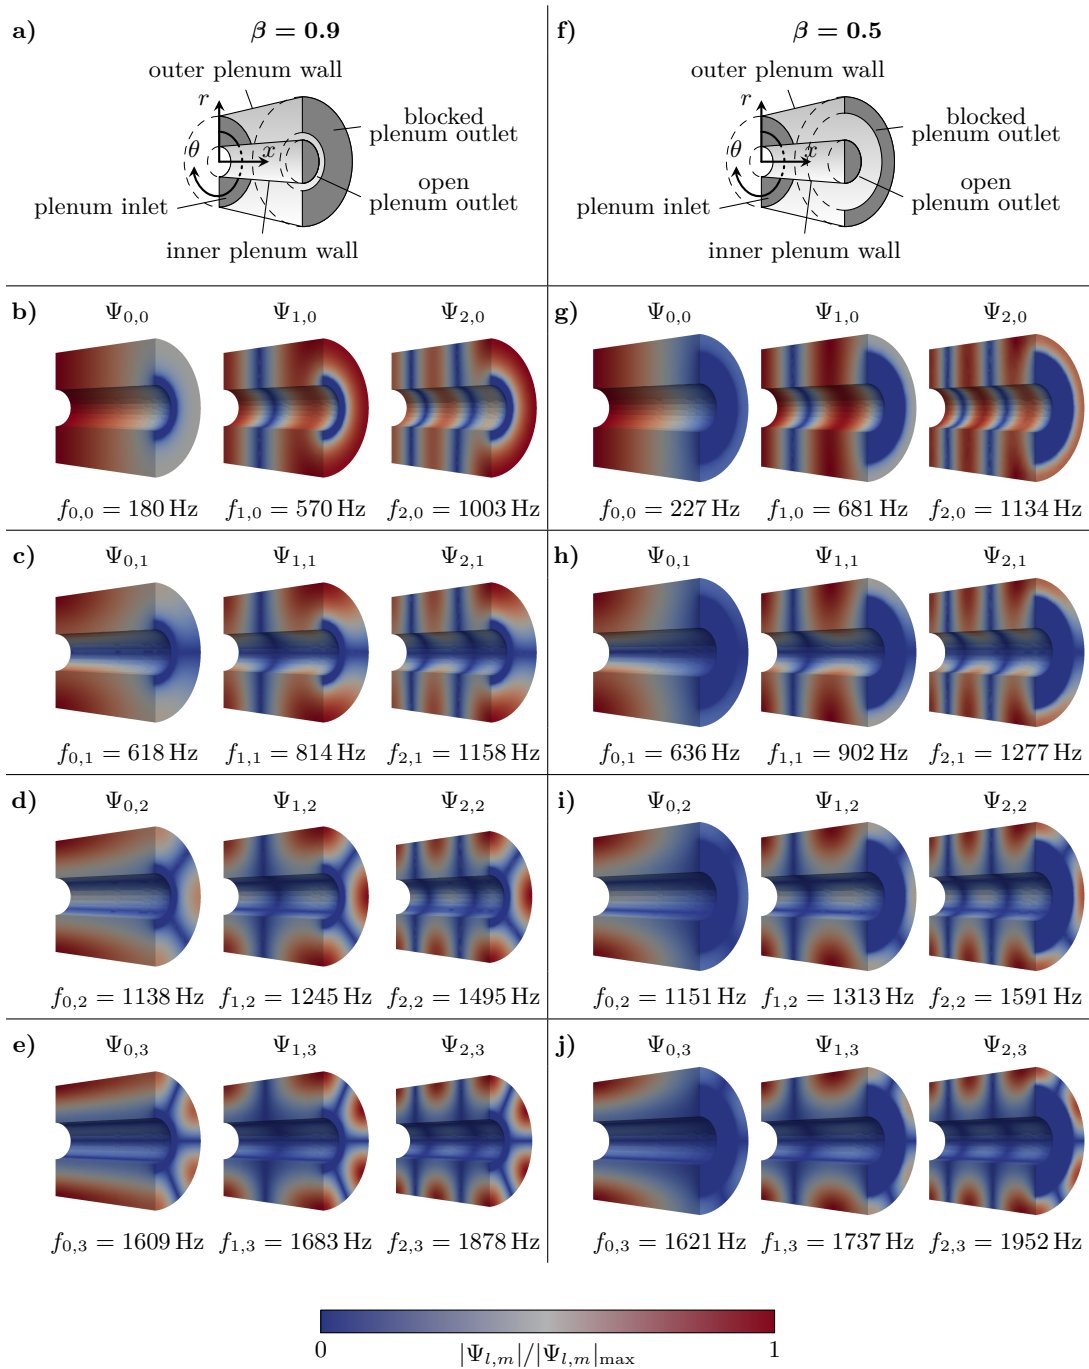 a)
β = 0.9
outer plenum wall
r
θ
x
blocked
plenum outlet
open
plenum outlet
plenum inlet
inner plenum wall
f)
β = 0.5
outer plenum wall
r
θ
x
blocked
plenum outlet
open
plenum outlet
plenum inlet
inner plenum wall
b) Ψ0,0 Ψ1,0 Ψ2,0
f0,0 = 180 Hz f1,0 = 570 Hz f2,0 = 1003 Hz
g) Ψ0,0 Ψ1,0 Ψ2,0
f0,0 = 227 Hz f1,0 = 681 Hz f2,0 = 1134 Hz
c) Ψ0,1 Ψ1,1 Ψ2,1
f0,1 = 618 Hz f1,1 = 814 Hz f2,1 = 1158 Hz
h) Ψ0,1 Ψ1,1 Ψ2,1
f0,1 = 636 Hz f1,1 = 902 Hz f2,1 = 1277 Hz
d) Ψ0,2 Ψ1,2 Ψ2,2
f0,2 = 1138 Hz f1,2 = 1245 Hz f2,2 = 1495 Hz
i) Ψ0,2 Ψ1,2 Ψ2,2
f0,2 = 1151 Hz f1,2 = 1313 Hz f2,2 = 1591 Hz
e) Ψ0,3 Ψ1,3 Ψ2,3
f0,3 = 1609 Hz f1,3 = 1683 Hz f2,3 = 1878 Hz
j) Ψ0,3 Ψ1,3 Ψ2,3
f0,3 = 1621 Hz f1,3 = 1737 Hz f2,3 = 1952 Hz
0 |Ψl,m|/|Ψl,m|max 1